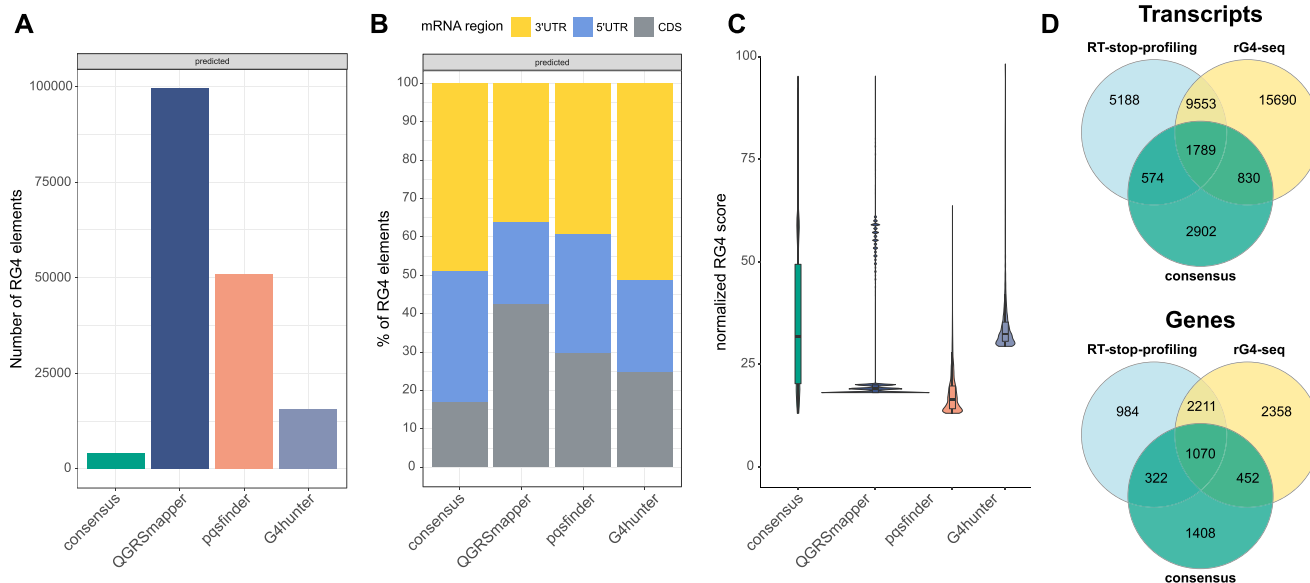 A
predicted
Number of RG4 elements
100000
75000
50000
25000
0
consensus
QGRSmapper
pqsfinder
G4hunter
B
mRNA region
3'UTR
5'UTR
CDS
predicted
% of RG4 elements
100
90
80
70
60
50
40
30
20
10
0
consensus
QGRSmapper
pqsfinder
G4hunter
C
normalized RG4 score
100
75
50
25
0
consensus
QGRSmapper
pqsfinder
G4hunter
D
Transcripts
RT-stop-profiling
rG4-seq
5188
9553
15690
1789
574
830
2902
consensus
Genes
RT-stop-profiling
rG4-seq
984
2211
2358
1070
322
452
1408
consensus